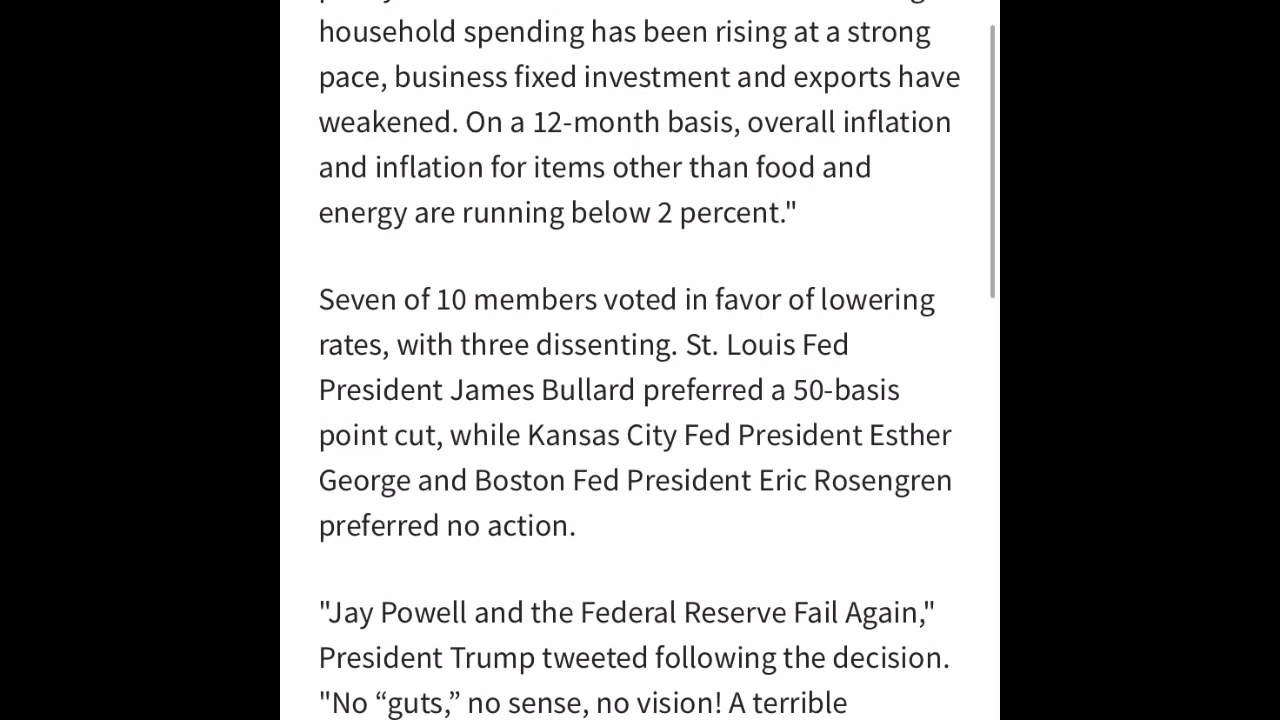 household spending has been rising at a strong
pace, business fixed investment and exports have
weakened. On a 12-month basis, overall inflation
and inflation for items other than food and
energy are running below 2 percent."
Seven of 10 members voted in favor of lowering
rates, with three dissenting. St. Louis Fed
President James Bullard preferred a 50-basis
point cut, while Kansas City Fed President Esther
George and Boston Fed President Eric Rosengren
preferred no action.
"Jay Powell and the Federal Reserve Fail Again,"
President Trump tweeted following the decision.
"No “guts,” no sense, no vision! A terrible